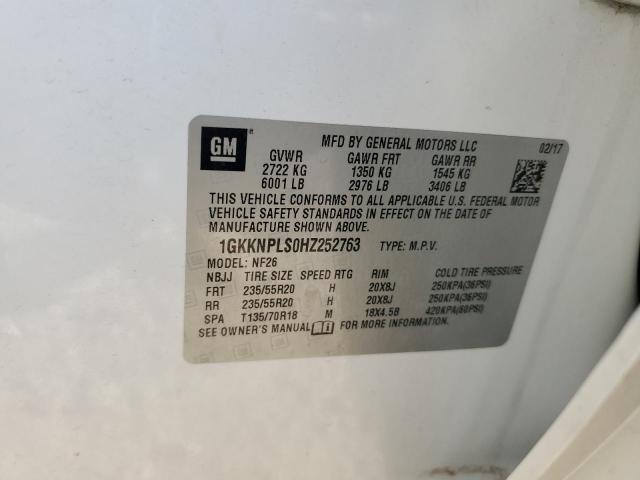 GM
MFD BY GENERAL MOTORS LLC 02/17
GVWR GAWR FRT GAWR RR
2722 KG 1350 KG 1545 KG
6001 LB 2976 LB 3406 LB
THIS VEHICLE CONFORMS TO ALL APPLICABLE U.S. FEDERAL MOTOR
VEHICLE SAFETY STANDARDS IN EFFECT ON THE DATE OF
MANUFACTURE SHOWN ABOVE.
1GKKNPLS0HZ252763 TYPE: M.P.V.
MODEL: NF26
NBJJ TIRE SIZE SPEED RTG RIM COLD TIRE PRESSURE
FRT 235/55R20 H 20X8J 250KPA(36PSI)
RR 235/55R20 H 20X8J 250KPA(36PSI)
SPA T135/70R18 M 18X4.5B 420KPA(60PSI)
SEE OWNER'S MANUAL FOR MORE INFORMATION.